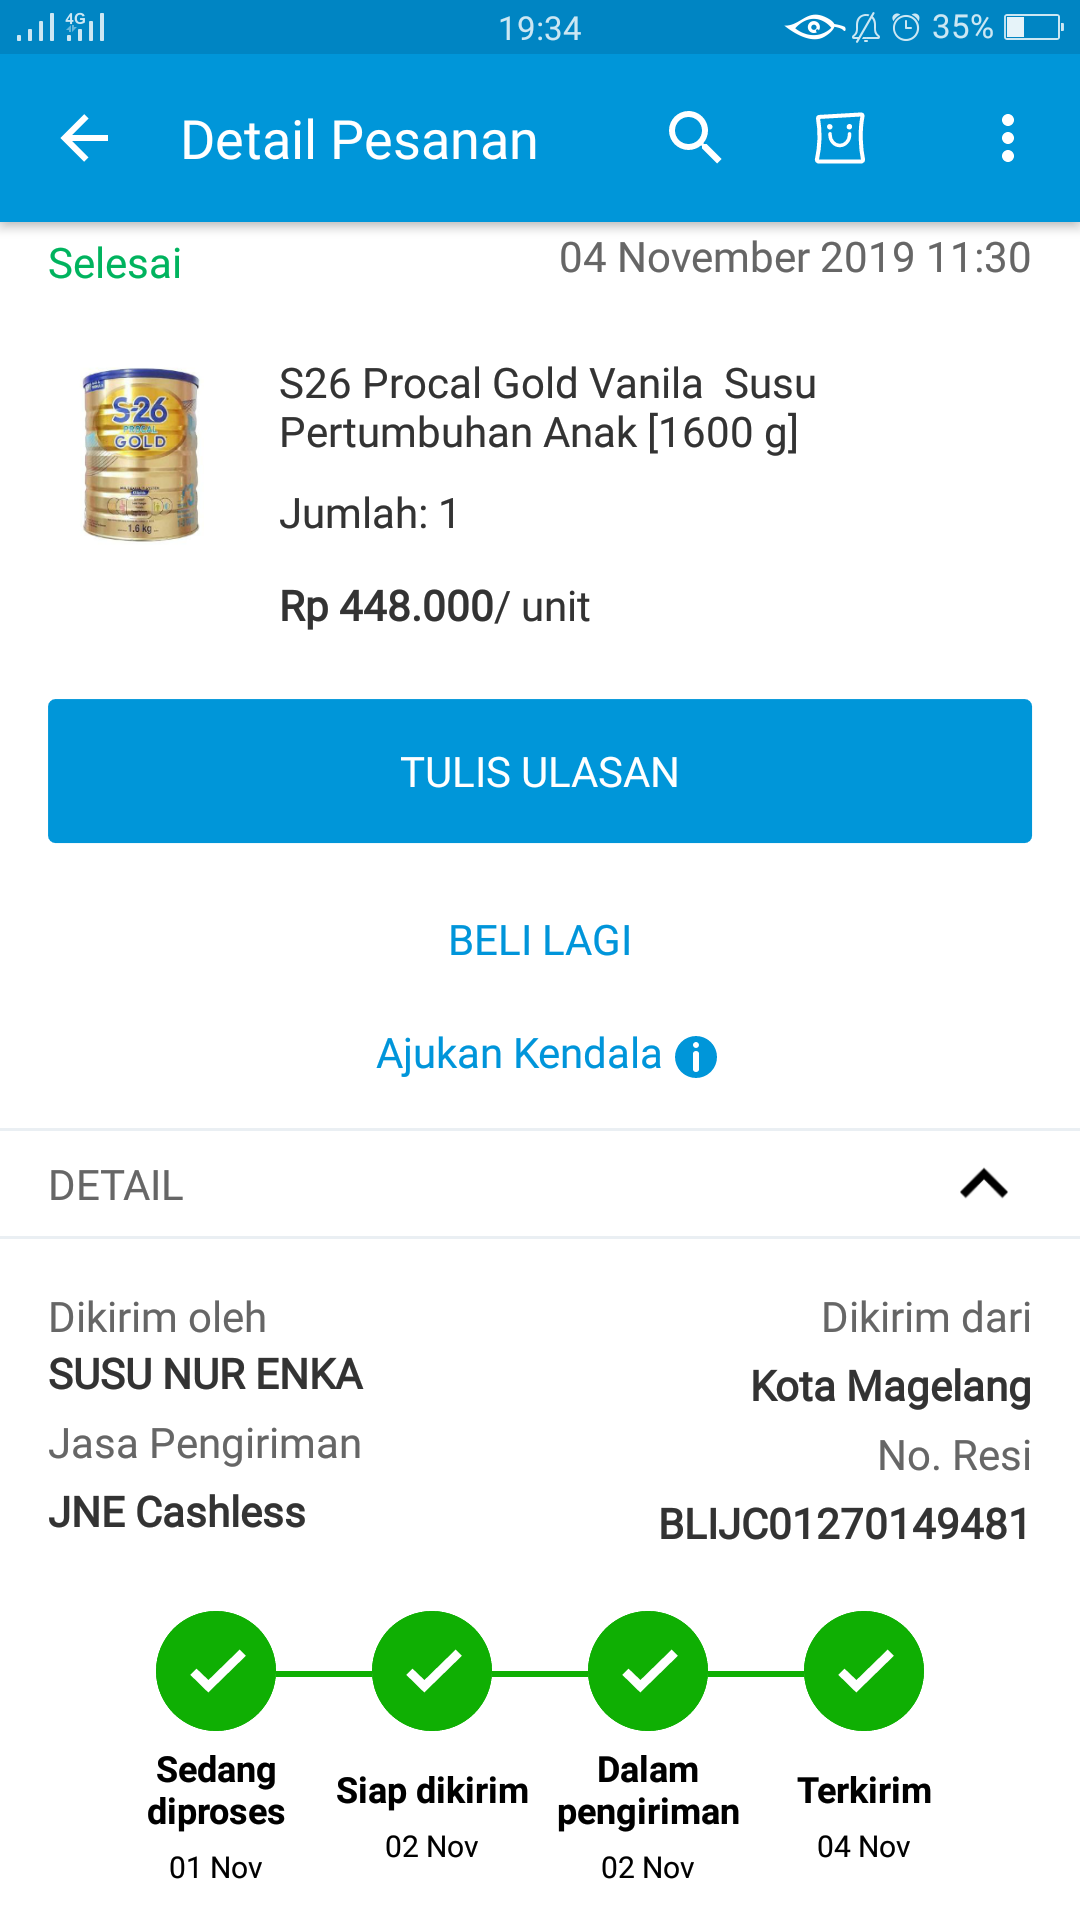 4G
19:34
35%
Detail Pesanan
Selesai
04 November 2019 11:30
S-26
PROCAL
GOLD
1.6 kg
S26 Procal Gold Vanila  Susu
Pertumbuhan Anak [1600 g]
Jumlah: 1
Rp 448.000/ unit
TULIS ULASAN
BELI LAGI
Ajukan Kendala
DETAIL
Dikirim oleh
Dikirim dari
SUSU NUR ENKA
Kota Magelang
Jasa Pengiriman
No. Resi
JNE Cashless
BLIJC01270149481
Sedang
diproses
01 Nov
Siap dikirim
02 Nov
Dalam
pengiriman
02 Nov
Terkirim
04 Nov